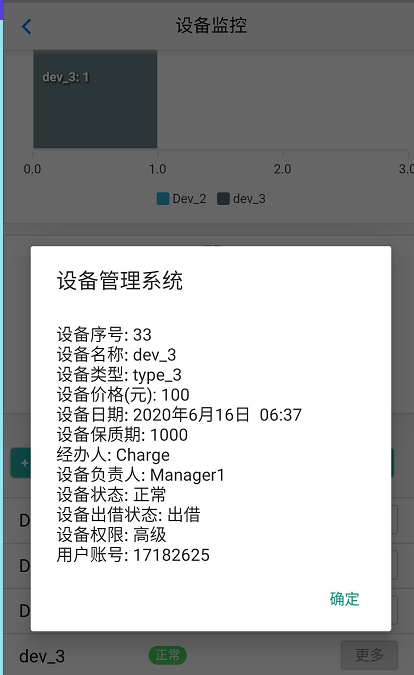 设备监控
dev_3: 1
0.0 1.0 2.0 3.0
Dev_2 dev_3
设备管理系统
设备序号: 33
设备名称: dev_3
设备类型: type_3
设备价格(元): 100
设备日期: 2020年6月16日  06:37
设备保质期: 1000
经办人: Charge
设备负责人: Manager1
设备状态: 正常
设备出借状态: 出借
设备权限: 高级
用户账号: 17182625
确定
+
D
D
D
dev_3 正常 更多